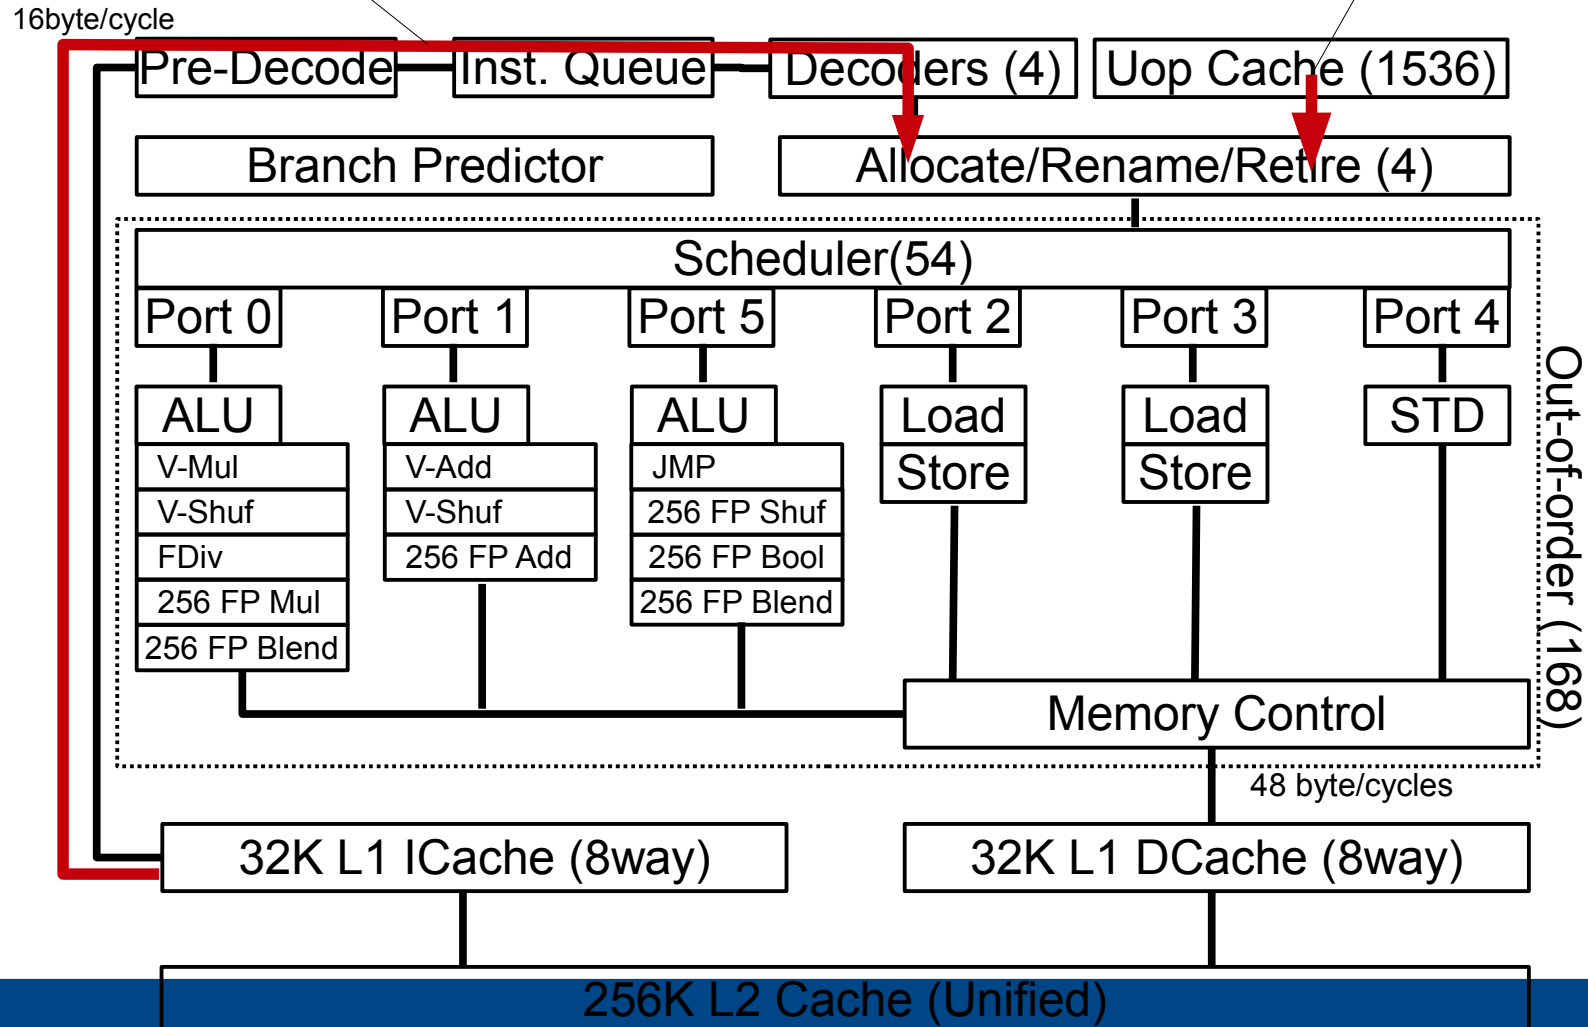 16byte/cycle
Pre-Decode
Inst. Queue
Decoders (4)
Uop Cache (1536)
Branch Predictor
Allocate/Rename/Retire (4)
Scheduler(54)
Port 0
Port 1
Port 5
Port 2
Port 3
Port 4
ALU
V-Mul
V-Shuf
FDiv
256 FP Mul
256 FP Blend
ALU
V-Add
V-Shuf
256 FP Add
ALU
JMP
256 FP Shuf
256 FP Bool
256 FP Blend
Load
Store
Load
Store
STD
Out-of-order (168)
Memory Control
48 byte/cycles
32K L1 ICache (8way)
32K L1 DCache (8way)
256K L2 Cache (Unified)